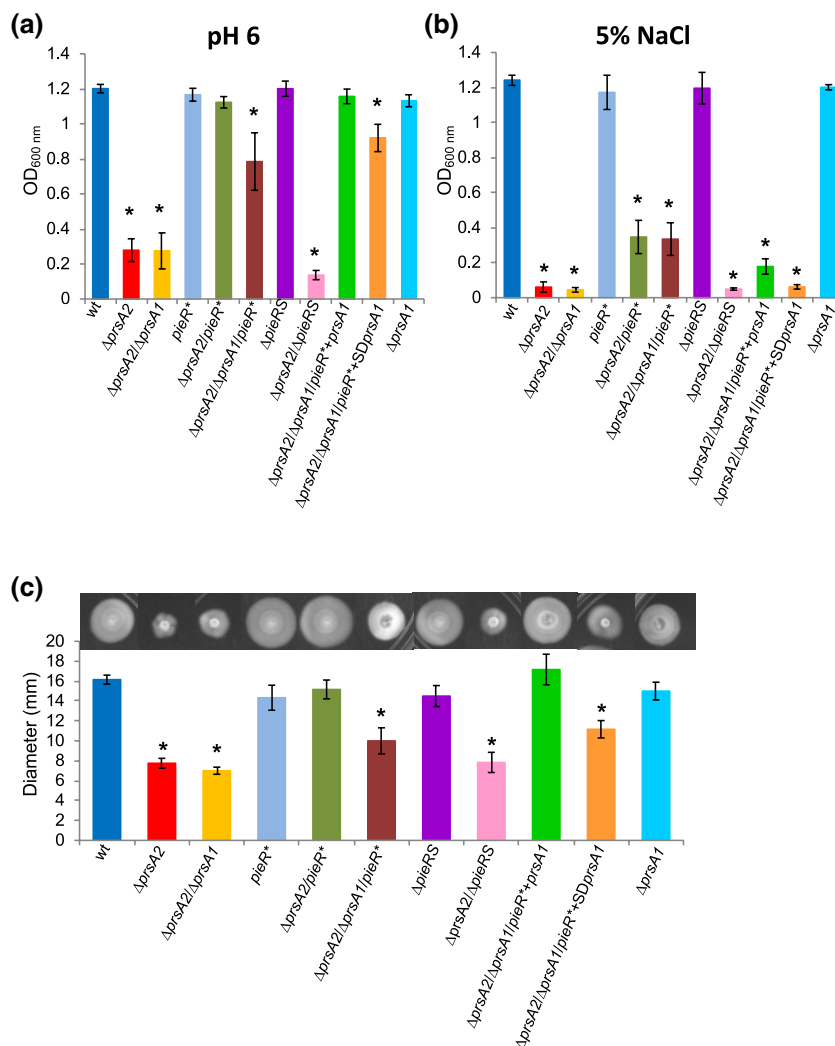 (a)
pH 6
1.4
1.2
1
0.8
0.6
0.4
0.2
0
OD600 nm
*
*
*
*
*
wt
ΔprsA2
ΔprsA2/ΔprsA1
pieR*
ΔprsA2/pieR*
ΔprsA2/ΔprsA1/pieR*
ΔpieRS
ΔprsA2/ΔpieRS
ΔprsA2/ΔprsA1/pieR*+prsA1
ΔprsA2/ΔprsA1/pieR*+SDprsA1
ΔprsA1
(b)
5% NaCl
1.4
1.2
1
0.8
0.6
0.4
0.2
0
OD600 nm
*
*
*
*
*
*
*
wt
ΔprsA2
ΔprsA2/ΔprsA1
pieR*
ΔprsA2/pieR*
ΔprsA2/ΔprsA1/pieR*
ΔpieRS
ΔprsA2/ΔpieRS
ΔprsA2/ΔprsA1/pieR*+prsA1
ΔprsA2/ΔprsA1/pieR*+SDprsA1
ΔprsA1
(c)
20
18
16
14
12
10
8
6
4
2
0
Diameter (mm)
*
*
*
*
*
wt
ΔprsA2
ΔprsA2/ΔprsA1
pieR*
ΔprsA2/pieR*
ΔprsA2/ΔprsA1/pieR*
ΔpieRS
ΔprsA2/ΔpieRS
ΔprsA2/ΔprsA1/pieR*+prsA1
ΔprsA2/ΔprsA1/pieR*+SDprsA1
ΔprsA1